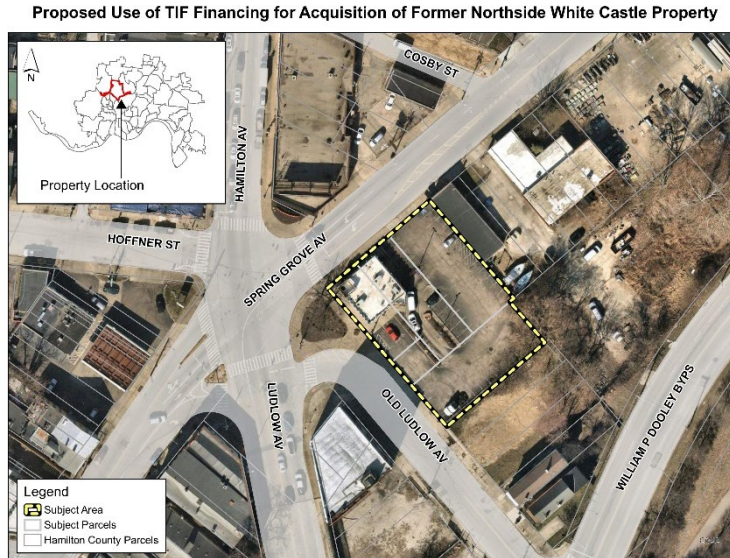 Proposed Use of TIF Financing for Acquisition of Former Northside White Castle Property
N
Property Location
COSBY ST
HAMILTON AV
HOFFNER ST
SPRING GROVE AV
LUDLOW AV
OLD LUDLOW AV
WILLIAM P DOOLEY BYPS
Legend
Subject Area
Subject Parcels
Hamilton County Parcels